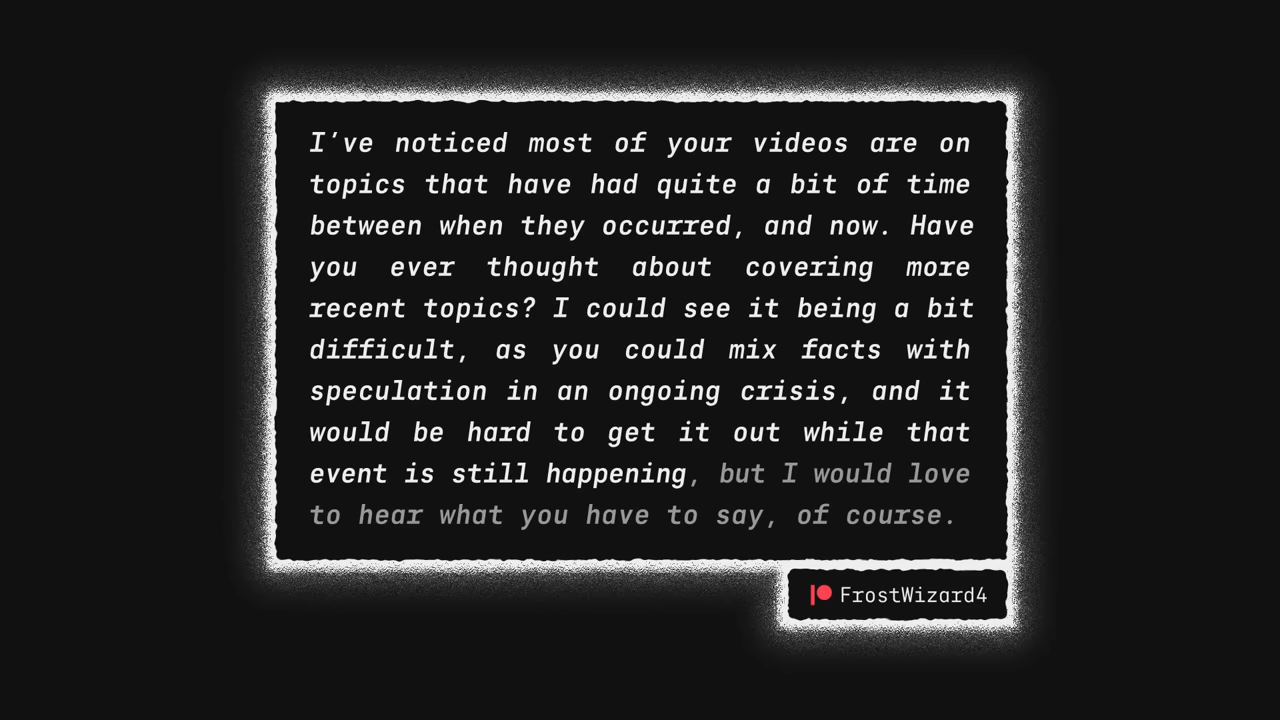 I've noticed most of your videos are on
topics that have had quite a bit of time
between when they occurred, and now. Have
you ever thought about covering more
recent topics? I could see it being a bit
difficult, as you could mix facts with
speculation in an ongoing crisis, and it
would be hard to get it out while that
event is still happening, but I would love
to hear what you have to say, of course.
FrostWizard4